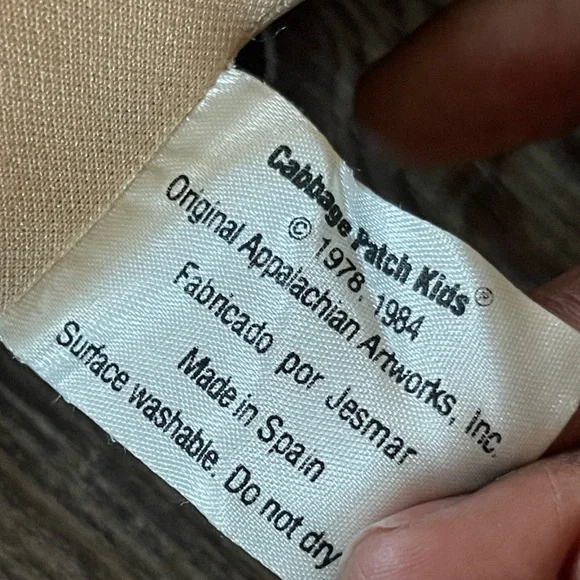 Cabbage Patch Kids®
© 1978, 1984
Original Appalachian Artworks, Inc.
Fabricado por Jesmar
Made in Spain
Surface washable. Do not dry